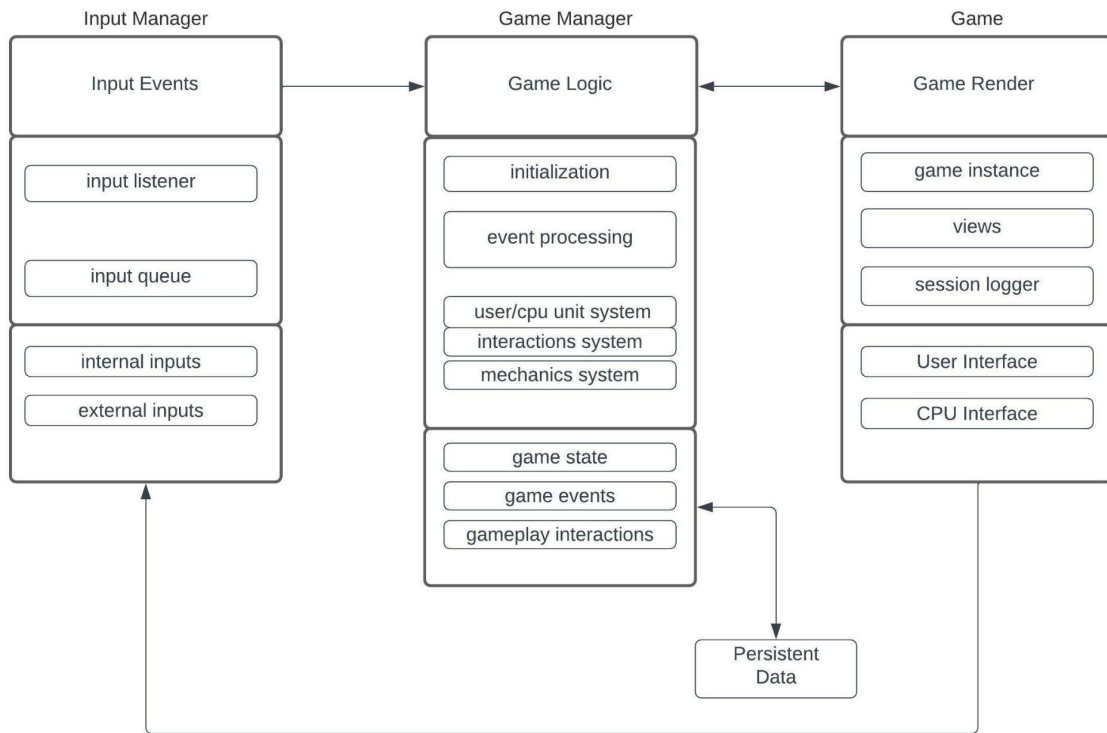 Input Manager
Input Events
input listener
input queue
internal inputs
external inputs
Game Manager
Game Logic
initialization
event processing
user/cpu unit system
interactions system
mechanics system
game state
game events
gameplay interactions
Game
Game Render
game instance
views
session logger
User Interface
CPU Interface
Persistent
Data